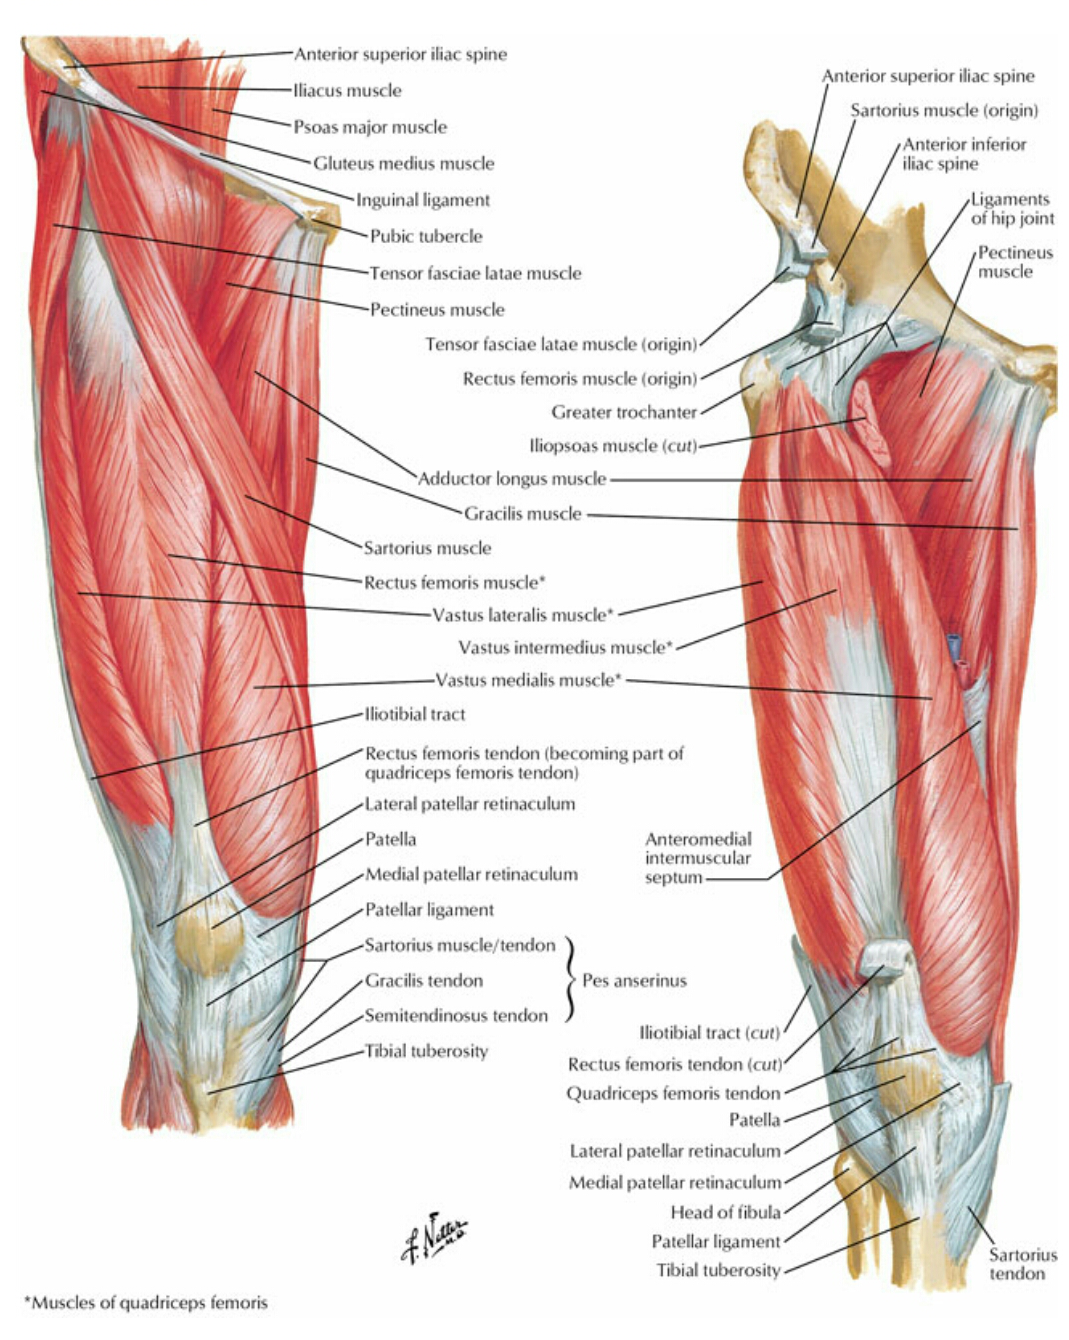 Anterior superior iliac spine
Iliacus muscle
Psoas major muscle
Gluteus medius muscle
Inguinal ligament
Pubic tubercle
Tensor fasciae latae muscle
Pectineus muscle
Anterior superior iliac spine
Sartorius muscle (origin)
Anterior inferior
iliac spine
Ligaments
of hip joint
Pectineus
muscle
Tensor fasciae latae muscle (origin)
Rectus femoris muscle (origin)
Greater trochanter
Iliopsoas muscle (cut)
Adductor longus muscle
Gracilis muscle
Sartorius muscle
Rectus femoris muscle*
Vastus lateralis muscle*
Vastus intermedius muscle*
Vastus medialis muscle*
Iliotibial tract
Rectus femoris tendon (becoming part of
quadriceps femoris tendon)
Lateral patellar retinaculum
Patella
Medial patellar retinaculum
Patellar ligament
Sartorius muscle/tendon
Gracilis tendon
Semitendinosus tendon
Pes anserinus
Tibial tuberosity
Anteromedial
intermuscular
septum
Iliotibial tract (cut)
Rectus femoris tendon (cut)
Quadriceps femoris tendon
Patella
Lateral patellar retinaculum
Medial patellar retinaculum
Head of fibula
Patellar ligament
Tibial tuberosity
Sartorius
tendon
F. Netter
M.D.
*Muscles of quadriceps femoris